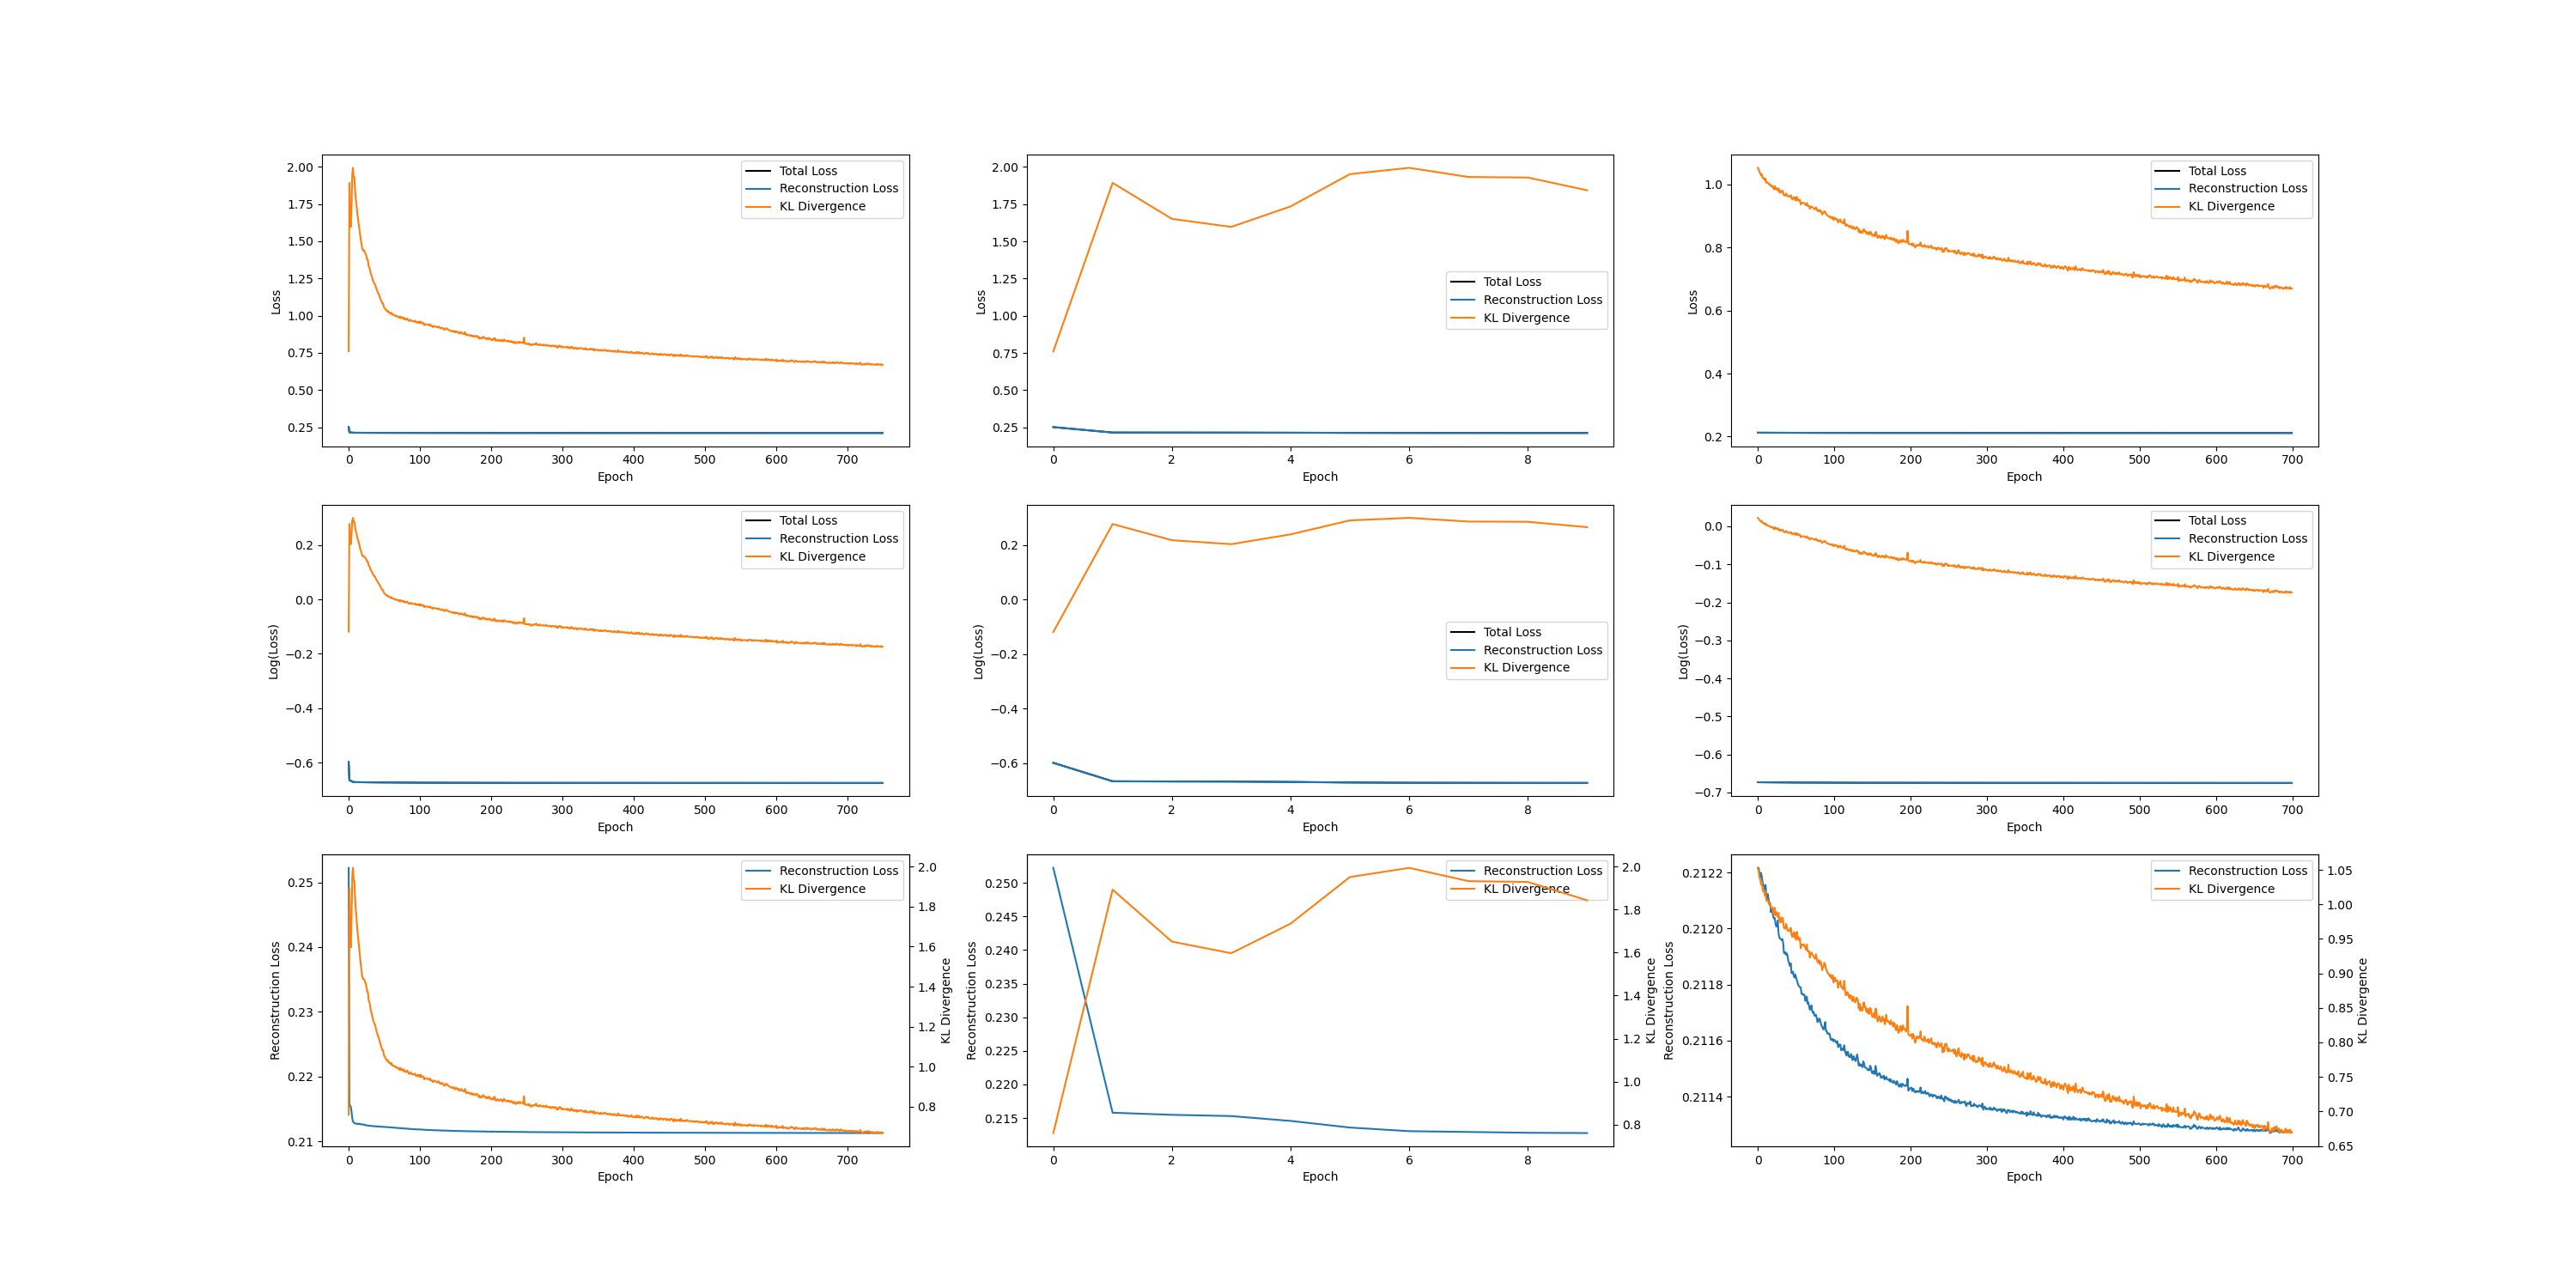 2.00
1.75
1.50
1.25
1.00
0.75
0.50
0.25
Loss
0 100 200 300 400 500 600 700
Epoch
Total Loss
Reconstruction Loss
KL Divergence
2.00
1.75
1.50
1.25
1.00
0.75
0.50
0.25
Loss
0 2 4 6 8
Epoch
Total Loss
Reconstruction Loss
KL Divergence
1.0
0.8
0.6
0.4
0.2
Loss
0 100 200 300 400 500 600 700
Epoch
Total Loss
Reconstruction Loss
KL Divergence
0.2
0.0
−0.2
−0.4
−0.6
Log(Loss)
0 100 200 300 400 500 600 700
Epoch
Total Loss
Reconstruction Loss
KL Divergence
0.2
0.0
−0.2
−0.4
−0.6
Log(Loss)
0 2 4 6 8
Epoch
Total Loss
Reconstruction Loss
KL Divergence
0.0
−0.1
−0.2
−0.3
−0.4
−0.5
−0.6
−0.7
Log(Loss)
0 100 200 300 400 500 600 700
Epoch
Total Loss
Reconstruction Loss
KL Divergence
0.25
0.24
0.23
0.22
0.21
Reconstruction Loss
0 100 200 300 400 500 600 700
Epoch
Reconstruction Loss
KL Divergence
2.0
1.8
1.6
1.4
1.2
1.0
0.8
KL Divergence
0.250
0.245
0.240
0.235
0.230
0.225
0.220
0.215
Reconstruction Loss
0 2 4 6 8
Epoch
Reconstruction Loss
KL Divergence
2.0
1.8
1.6
1.4
1.2
1.0
0.8
KL Divergence
0.2122
0.2120
0.2118
0.2116
0.2114
Reconstruction Loss
0 100 200 300 400 500 600 700
Epoch
Reconstruction Loss
KL Divergence
1.05
1.00
0.95
0.90
0.85
0.80
0.75
0.70
0.65
KL Divergence